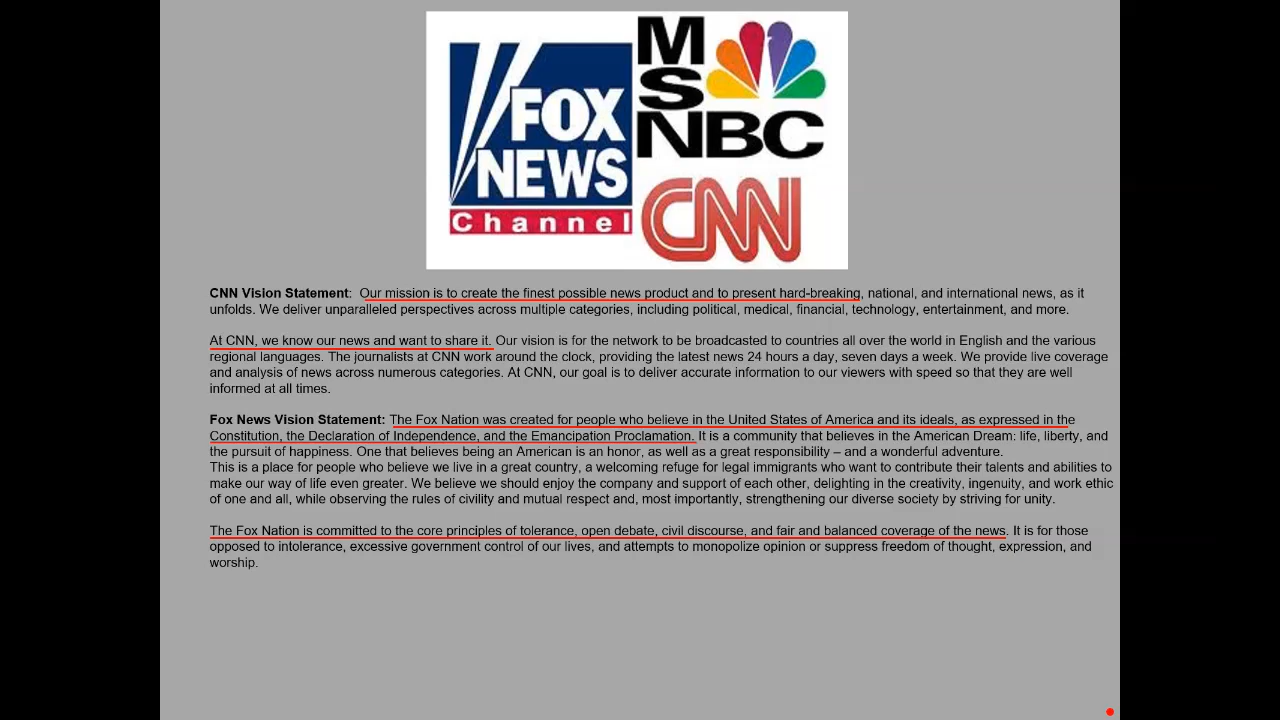 FOX
NEWS
Channel
M
S
NBC
CNN
CNN Vision Statement: Our mission is to create the finest possible news product and to present hard-breaking, national, and international news, as it
unfolds. We deliver unparalleled perspectives across multiple categories, including political, medical, financial, technology, entertainment, and more.
At CNN, we know our news and want to share it. Our vision is for the network to be broadcasted to countries all over the world in English and the various
regional languages. The journalists at CNN work around the clock, providing the latest news 24 hours a day, seven days a week. We provide live coverage
and analysis of news across numerous categories. At CNN, our goal is to deliver accurate information to our viewers with speed so that they are well
informed at all times.
Fox News Vision Statement: The Fox Nation was created for people who believe in the United States of America and its ideals, as expressed in the
Constitution, the Declaration of Independence, and the Emancipation Proclamation. It is a community that believes in the American Dream: life, liberty, and
the pursuit of happiness. One that believes being an American is an honor, as well as a great responsibility – and a wonderful adventure.
This is a place for people who believe we live in a great country, a welcoming refuge for legal immigrants who want to contribute their talents and abilities to
make our way of life even greater. We believe we should enjoy the company and support of each other, delighting in the creativity, ingenuity, and work ethic
of one and all, while observing the rules of civility and mutual respect and, most importantly, strengthening our diverse society by striving for unity.
The Fox Nation is committed to the core principles of tolerance, open debate, civil discourse, and fair and balanced coverage of the news. It is for those
opposed to intolerance, excessive government control of our lives, and attempts to monopolize opinion or suppress freedom of thought, expression, and
worship.